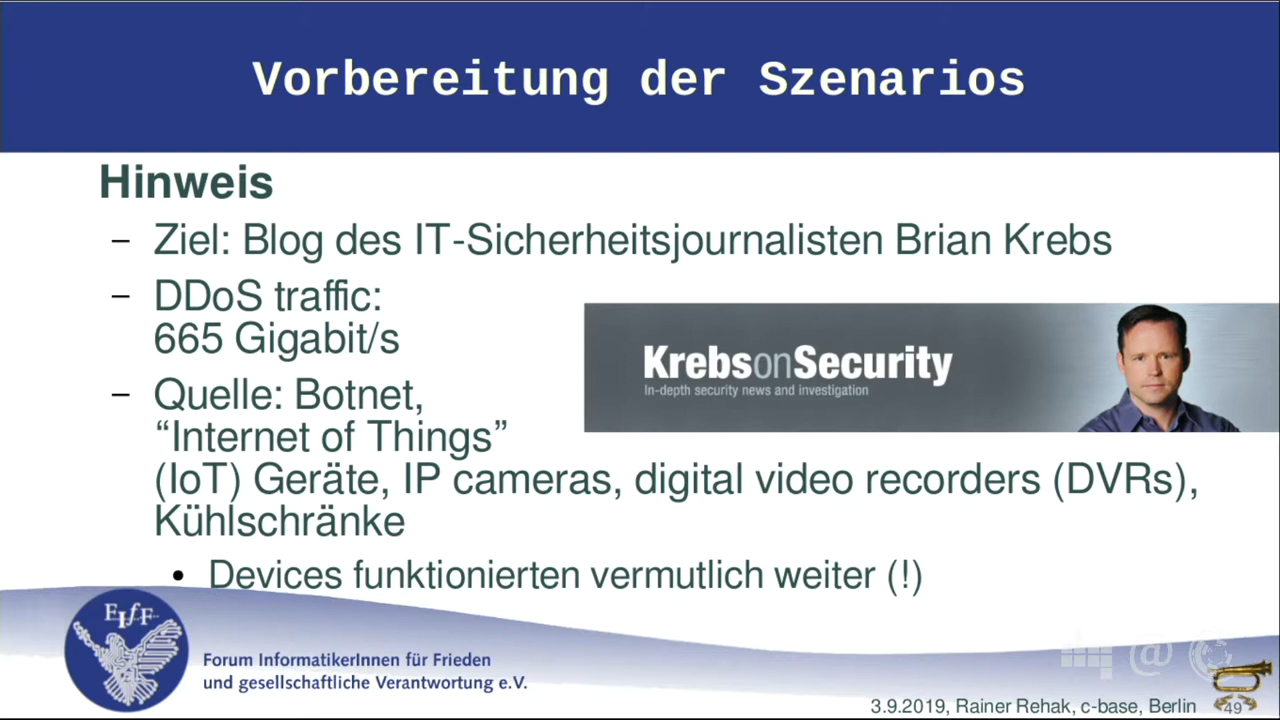 Vorbereitung der Szenarios
Hinweis
– Ziel: Blog des IT-Sicherheitsjournalisten Brian Krebs
– DDoS traffic:
665 Gigabit/s
– Quelle: Botnet,
“Internet of Things”
(IoT) Geräte, IP cameras, digital video recorders (DVRs),
Kühlschränke
• Devices funktionierten vermutlich weiter (!)
KrebsonSecurity
In-depth security news and investigation
FIfF
Forum InformatikerInnen für Frieden
und gesellschaftliche Verantwortung e.V.
@
3.9.2019, Rainer Rehak, c-base, Berlin
49